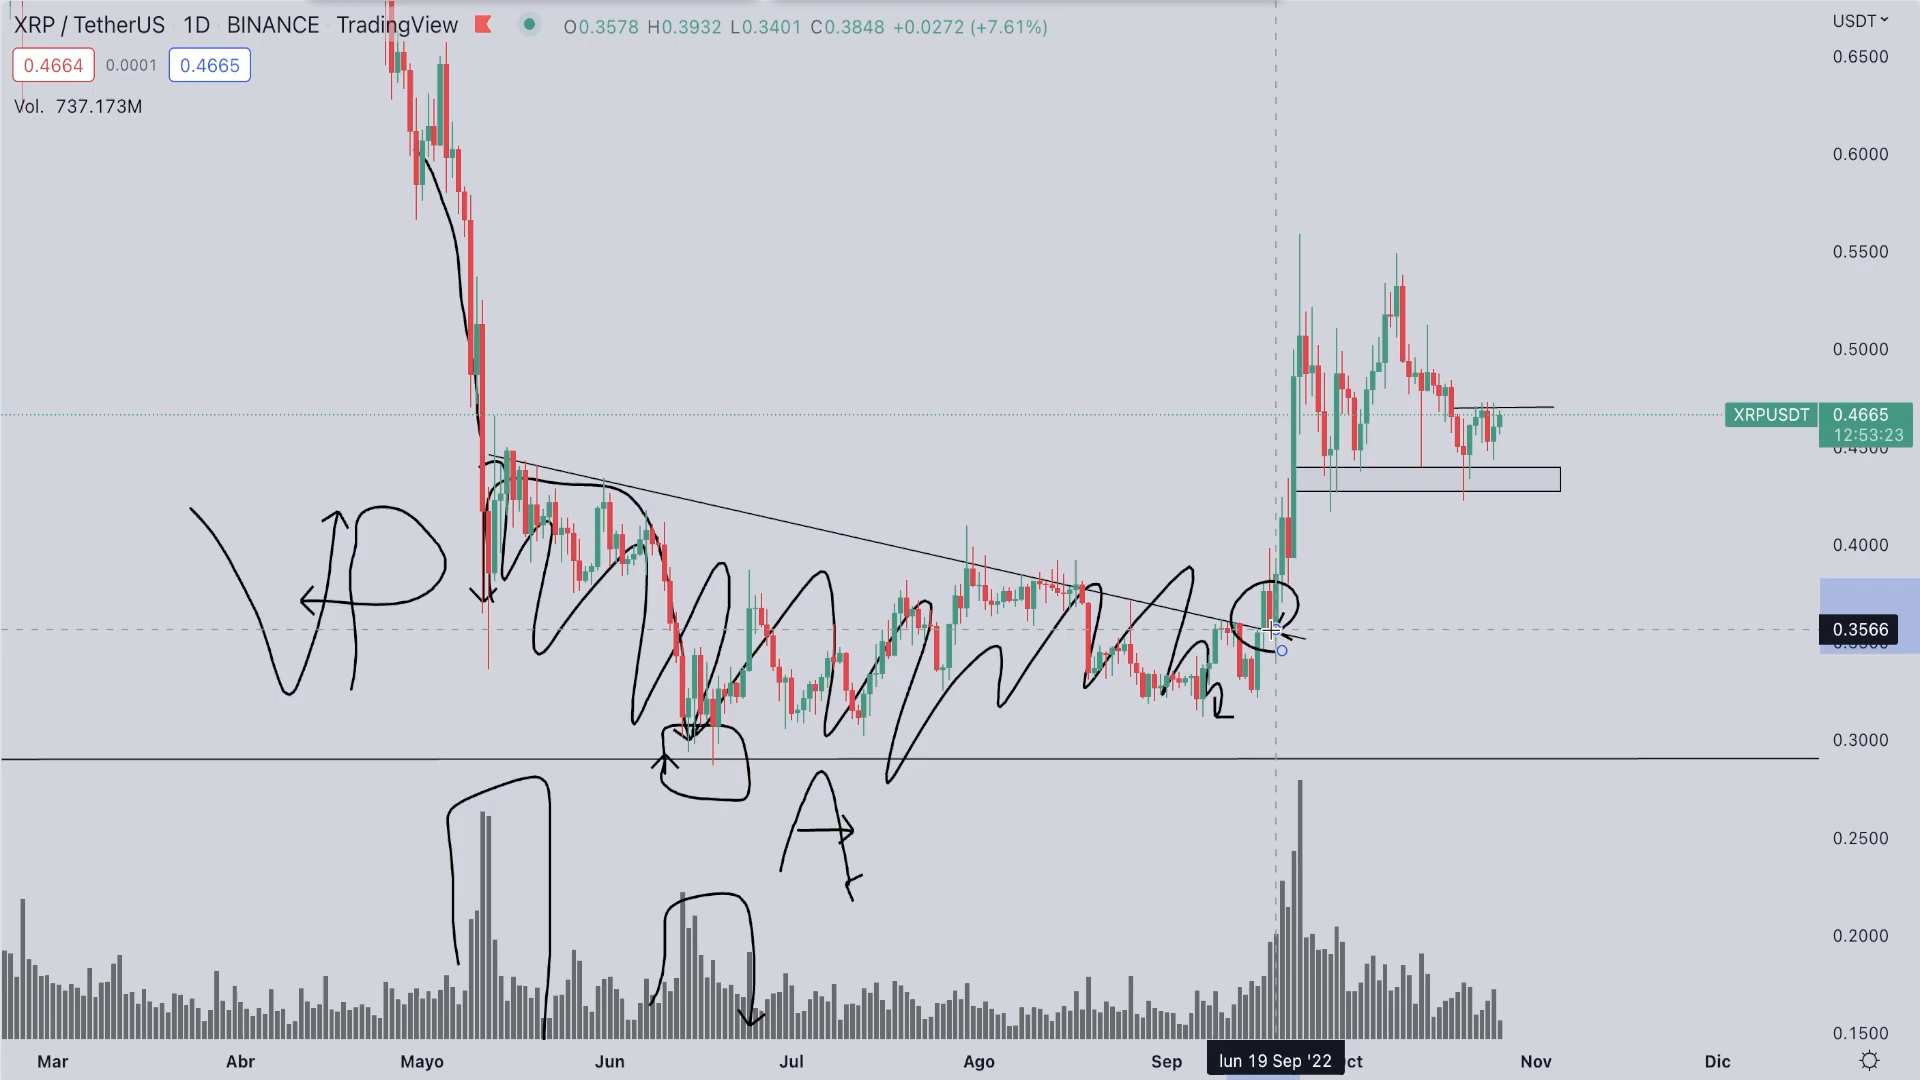 XRP / TetherUS 1D BINANCE TradingView O0.3578 H0.3932 L0.3401 C0.3848 +0.0272 (+7.61%)
USDT
0.4664 0.0001 0.4665
Vol. 737.173M
0.6500
0.6000
0.5500
0.5000
XRPUSDT 0.4665
12:53:23
0.4000
0.3566
0.3000
0.2500
0.2000
0.1500
VP
A
Mar Abr Mayo Jun Jul Ago Sep lun 19 Sep '22 ct Nov Dic